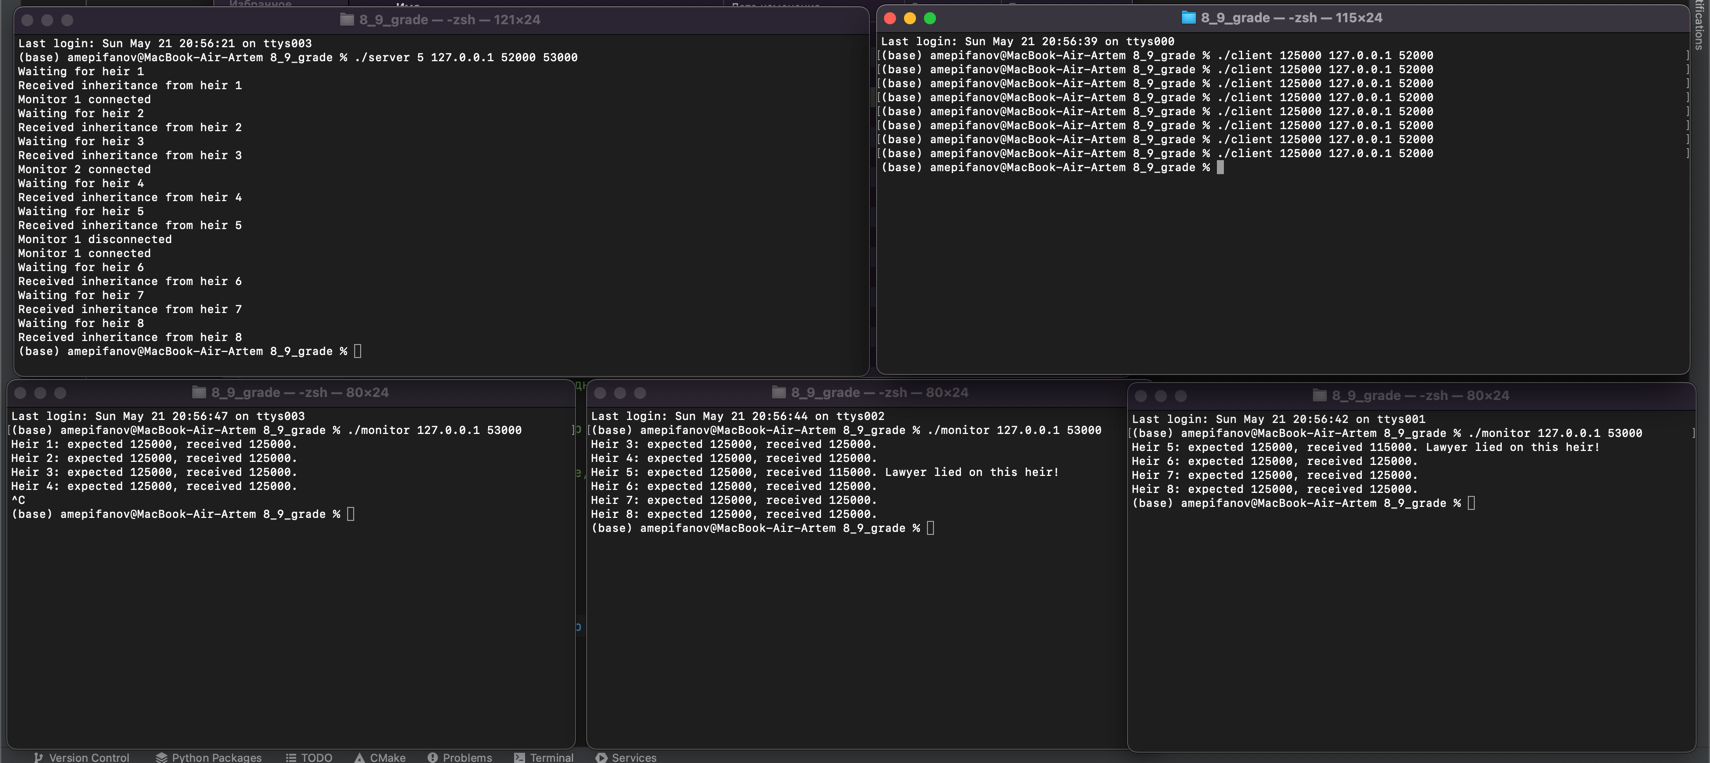 Избранное
8_9_grade — -zsh — 121×24
Last login: Sun May 21 20:56:21 on ttys003
(base) amepifanov@MacBook-Air-Artem 8_9_grade % ./server 5 127.0.0.1 52000 53000
Waiting for heir 1
Received inheritance from heir 1
Monitor 1 connected
Waiting for heir 2
Received inheritance from heir 2
Waiting for heir 3
Received inheritance from heir 3
Monitor 2 connected
Waiting for heir 4
Received inheritance from heir 4
Waiting for heir 5
Received inheritance from heir 5
Monitor 1 disconnected
Monitor 1 connected
Waiting for heir 6
Received inheritance from heir 6
Waiting for heir 7
Received inheritance from heir 7
Waiting for heir 8
Received inheritance from heir 8
(base) amepifanov@MacBook-Air-Artem 8_9_grade %
8_9_grade — -zsh — 115×24
Last login: Sun May 21 20:56:39 on ttys000
[(base) amepifanov@MacBook-Air-Artem 8_9_grade % ./client 125000 127.0.0.1 52000 ]
[(base) amepifanov@MacBook-Air-Artem 8_9_grade % ./client 125000 127.0.0.1 52000 ]
[(base) amepifanov@MacBook-Air-Artem 8_9_grade % ./client 125000 127.0.0.1 52000 ]
[(base) amepifanov@MacBook-Air-Artem 8_9_grade % ./client 125000 127.0.0.1 52000 ]
[(base) amepifanov@MacBook-Air-Artem 8_9_grade % ./client 125000 127.0.0.1 52000 ]
[(base) amepifanov@MacBook-Air-Artem 8_9_grade % ./client 125000 127.0.0.1 52000 ]
[(base) amepifanov@MacBook-Air-Artem 8_9_grade % ./client 125000 127.0.0.1 52000 ]
[(base) amepifanov@MacBook-Air-Artem 8_9_grade % ./client 125000 127.0.0.1 52000 ]
(base) amepifanov@MacBook-Air-Artem 8_9_grade %
8_9_grade — -zsh — 80×24
Last login: Sun May 21 20:56:47 on ttys003
[(base) amepifanov@MacBook-Air-Artem 8_9_grade % ./monitor 127.0.0.1 53000 ]
Heir 1: expected 125000, received 125000.
Heir 2: expected 125000, received 125000.
Heir 3: expected 125000, received 125000.
Heir 4: expected 125000, received 125000.
^C
(base) amepifanov@MacBook-Air-Artem 8_9_grade %
8_9_grade — -zsh — 80×24
Last login: Sun May 21 20:56:44 on ttys002
[(base) amepifanov@MacBook-Air-Artem 8_9_grade % ./monitor 127.0.0.1 53000
Heir 3: expected 125000, received 125000.
Heir 4: expected 125000, received 125000.
Heir 5: expected 125000, received 115000. Lawyer lied on this heir!
Heir 6: expected 125000, received 125000.
Heir 7: expected 125000, received 125000.
Heir 8: expected 125000, received 125000.
(base) amepifanov@MacBook-Air-Artem 8_9_grade %
8_9_grade — -zsh — 80×24
Last login: Sun May 21 20:56:42 on ttys001
[(base) amepifanov@MacBook-Air-Artem 8_9_grade % ./monitor 127.0.0.1 53000 ]
Heir 5: expected 125000, received 115000. Lawyer lied on this heir!
Heir 6: expected 125000, received 125000.
Heir 7: expected 125000, received 125000.
Heir 8: expected 125000, received 125000.
(base) amepifanov@MacBook-Air-Artem 8_9_grade %
Version Control
Python Packages
TODO
CMake
Problems
Terminal
Services